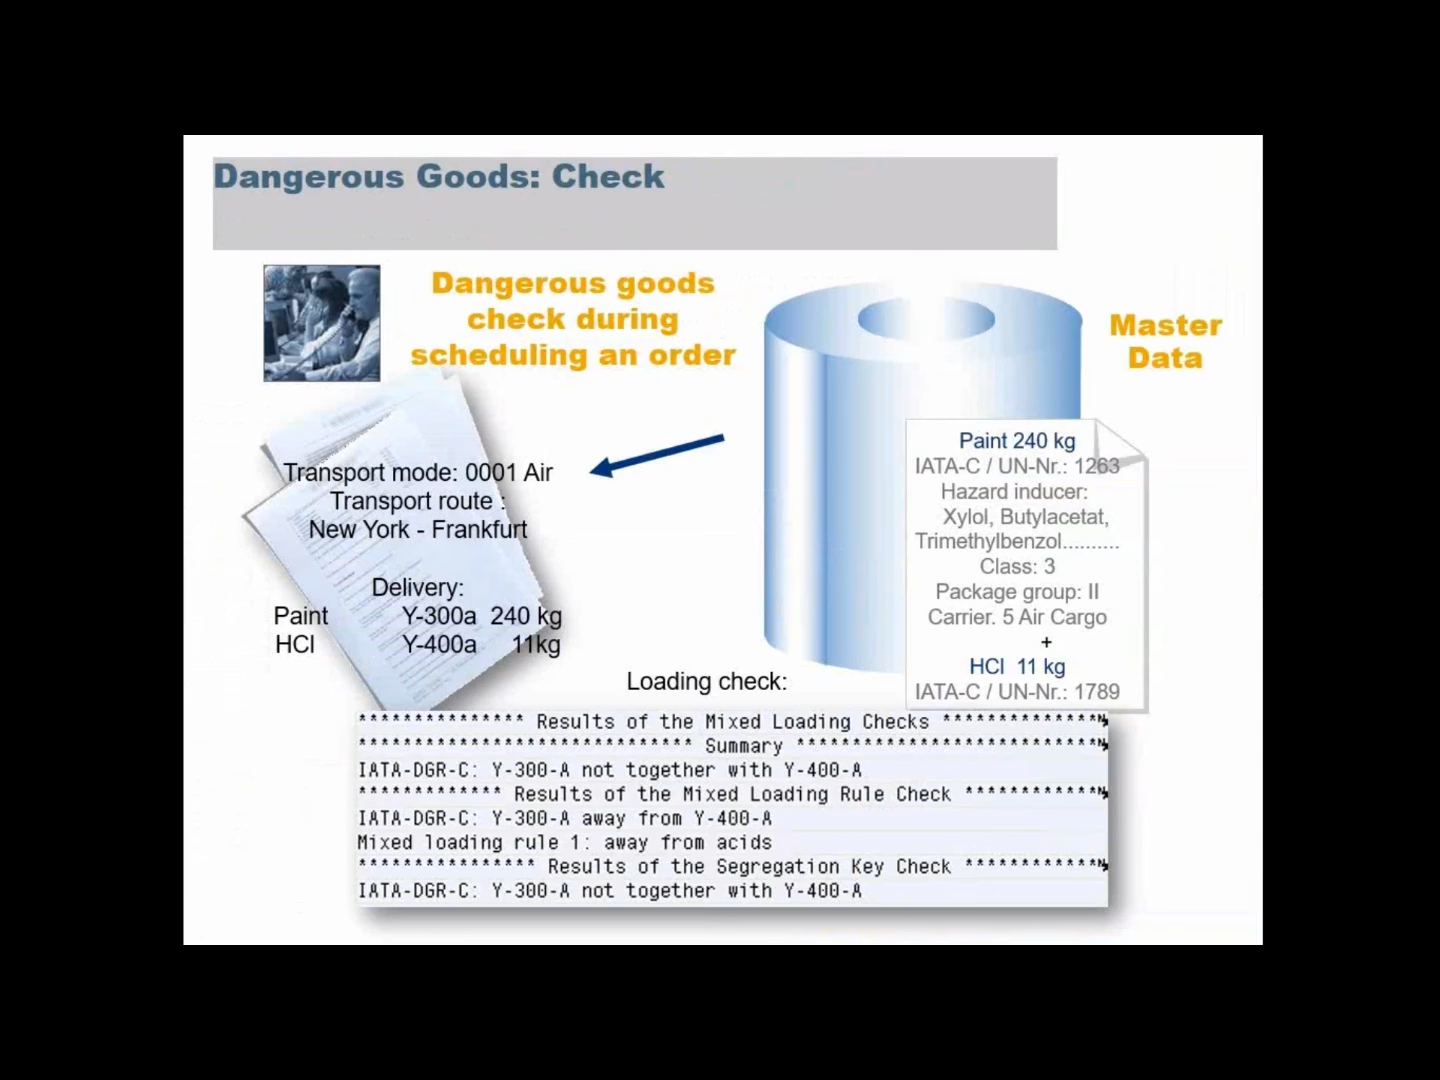 Dangerous Goods: Check
Dangerous goods
check during
scheduling an order
Master
Data
Transport mode: 0001 Air
Transport route :
New York - Frankfurt
Delivery:
Paint Y-300a 240 kg
HCl Y-400a 11kg
Paint 240 kg
IATA-C / UN-Nr.: 1263
Hazard inducer:
Xylol, Butylacetat,
Trimethylbenzol..........
Class: 3
Package group: II
Carrier. 5 Air Cargo
+
HCl 11 kg
IATA-C / UN-Nr.: 1789
Loading check:
*************** Results of the Mixed Loading Checks **************
****************************** Summary ***************************
IATA-DGR-C: Y-300-A not together with Y-400-A
************* Results of the Mixed Loading Rule Check ************
IATA-DGR-C: Y-300-A away from Y-400-A
Mixed loading rule 1: away from acids
**************** Results of the Segregation Key Check ************
IATA-DGR-C: Y-300-A not together with Y-400-A